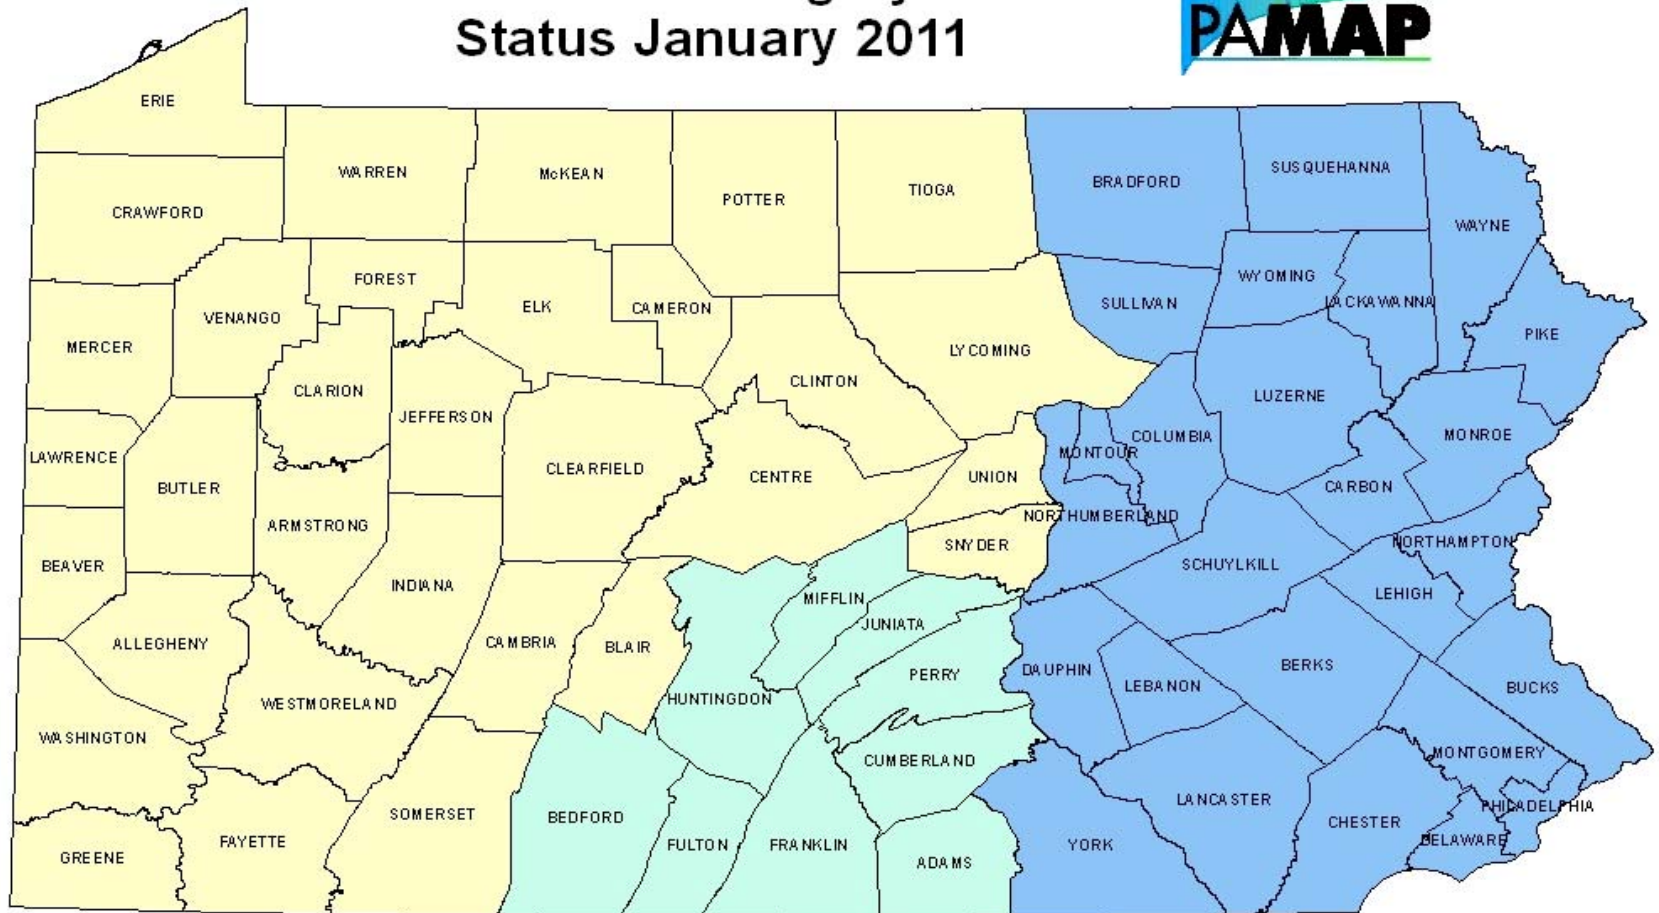 Status January 2011
PAMAP
ERIE
WARREN
McKEAN
POTTER
TIOGA
BRADFORD
SUSQUEHANNA
WAYNE
CRAWFORD
FOREST
ELK
CAMERON
SULLIVAN
WYOMING
LACKAWANNA
PIKE
VENANGO
MERCER
CLARION
JEFFERSON
CLINTON
LYCOMING
LUZERNE
MONROE
COLUMBIA
MONTOUR
LAWRENCE
BUTLER
CLEARFIELD
CENTRE
UNION
CARBON
ARMSTRONG
NORTHUMBERLAND
SNYDER
NORTHAMPTON
BEAVER
INDIANA
MIFFLIN
SCHUYLKILL
LEHIGH
JUNIATA
ALLEGHENY
CAMBRIA
BLAIR
PERRY
DAUPHIN
LEBANON
BERKS
BUCKS
HUNTINGDON
WESTMORELAND
WASHINGTON
CUMBERLAND
MONTGOMERY
SOMERSET
BEDFORD
LANCASTER
CHESTER
PHILADELPHIA
DELAWARE
GREENE
FAYETTE
FULTON
FRANKLIN
ADAMS
YORK